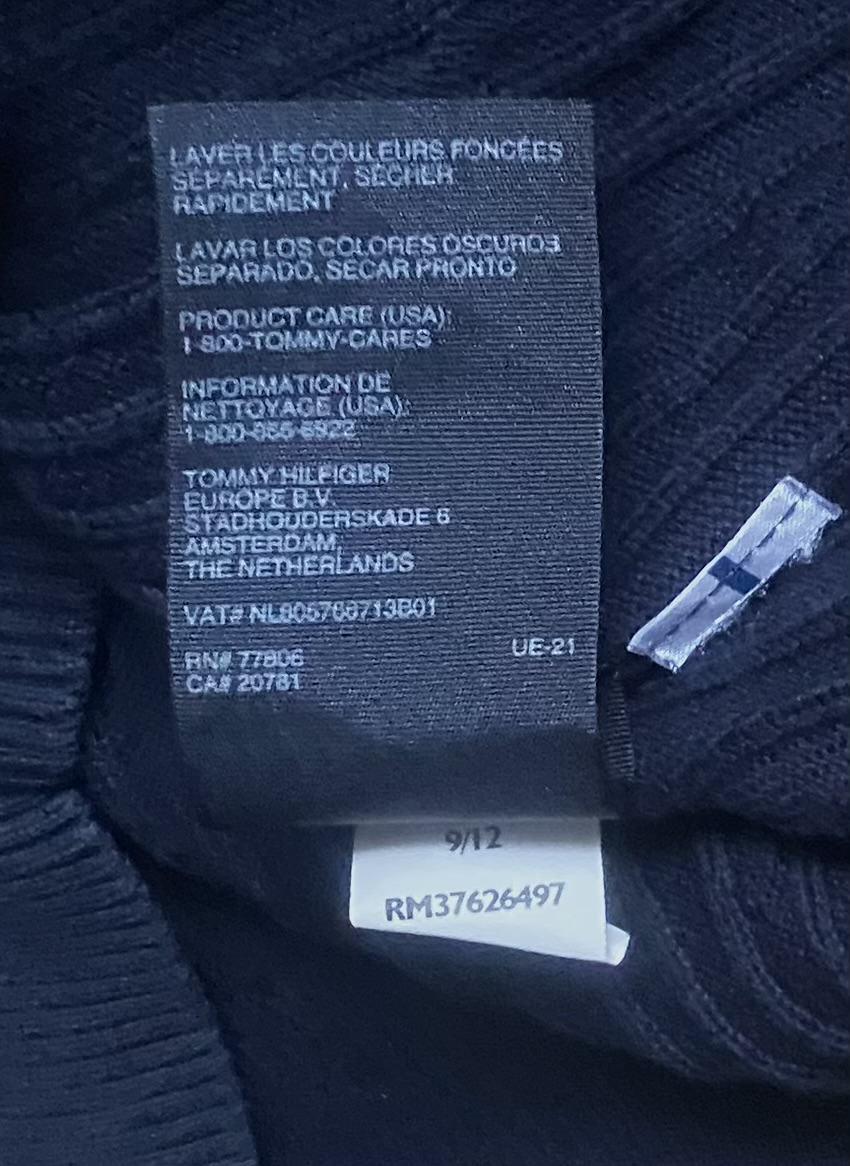 LAVER LES COULEURS FONCÉES
SÉPARÉMENT, SÉCHER
RAPIDEMENT
LAVAR LOS COLORES OSCUROS
SEPARADO, SECAR PRONTO
PRODUCT CARE (USA):
1-800-TOMMY-CARES
INFORMATION DE
NETTOYAGE (USA):
1-800-866-6922
TOMMY HILFIGER
EUROPE B.V.
STADHOUDERSKADE 6
AMSTERDAM,
THE NETHERLANDS
VAT#
RN# 77806
CA# 20781
UE-21
9/12
RM37626497